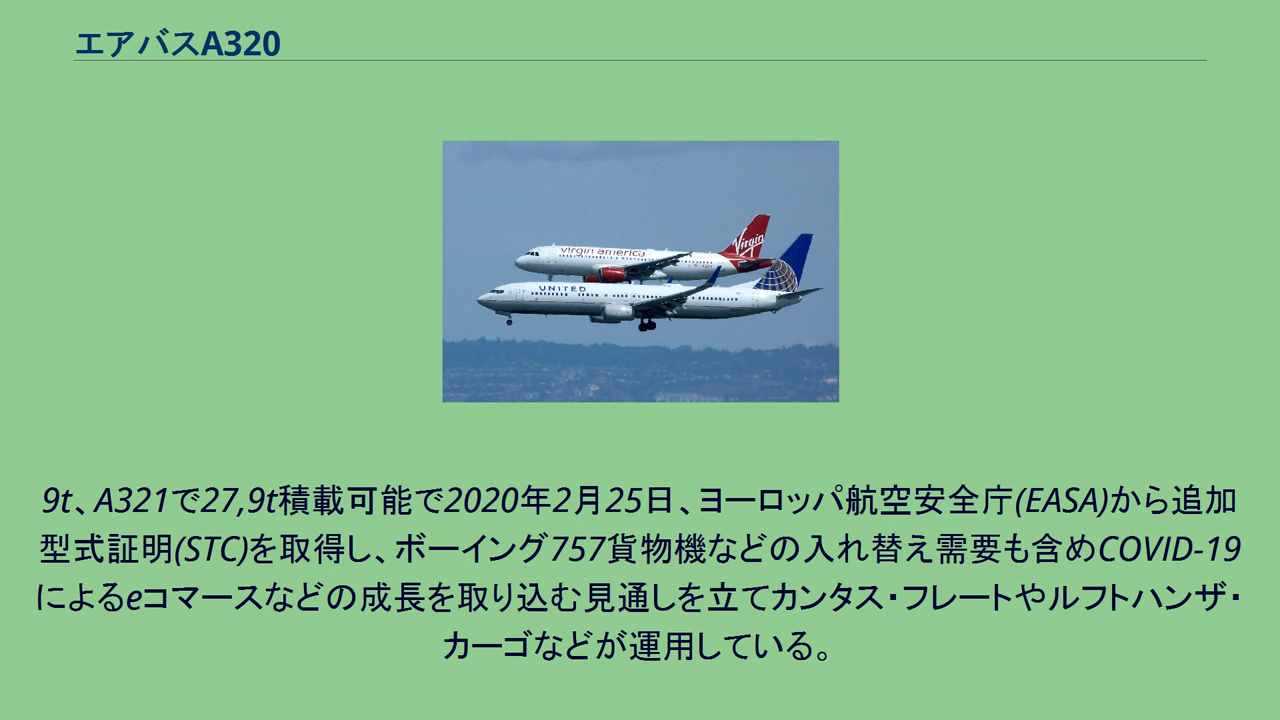 エアバスA320
virgin america
Virgin
UNITED
9t、A321で27,9t積載可能で2020年2月25日、ヨーロッパ航空安全庁(EASA)から追加
型式証明(STC)を取得し、ボーイング757貨物機などの入れ替え需要も含めCOVID-19
によるeコマースなどの成長を取り込む見通しを立てカンタス・フレートやルフトハンザ・
カーゴなどが運用している。